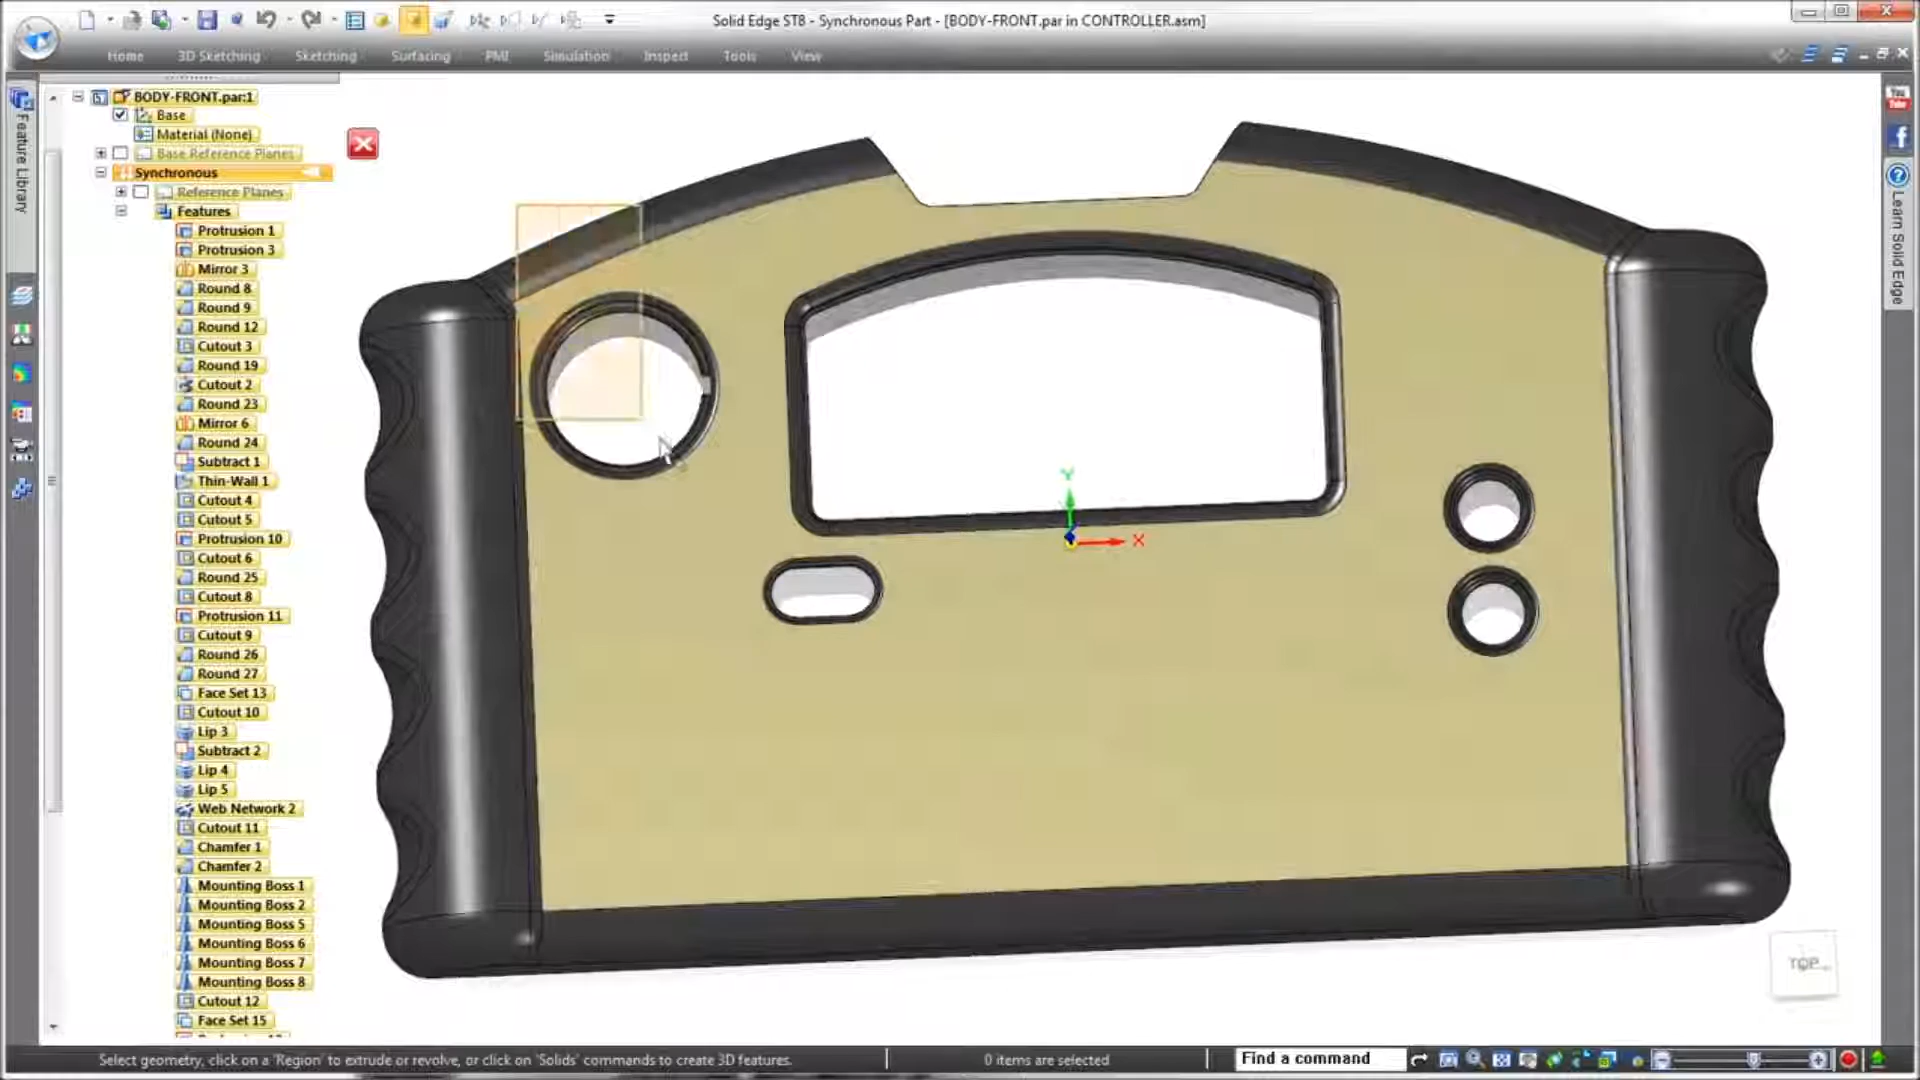 Solid Edge ST8 - Synchronous Part - [BODY-FRONT.par in CONTROLLER.asm]
Home 3D Sketching Sketching Surfacing PMI Simulation Inspect Tools View
Feature Library
BODY-FRONT.par:1
Base
Material (None)
Base Reference Planes
Synchronous
Reference Planes
Features
Protrusion 1
Protrusion 3
Mirror 3
Round 8
Round 9
Round 12
Cutout 3
Round 19
Cutout 2
Round 23
Mirror 6
Round 24
Subtract 1
Thin-Wall 1
Cutout 4
Cutout 5
Protrusion 10
Cutout 6
Round 25
Cutout 8
Protrusion 11
Cutout 9
Round 26
Round 27
Face Set 13
Cutout 10
Lip 3
Subtract 2
Lip 4
Lip 5
Web Network 2
Cutout 11
Chamfer 1
Chamfer 2
Mounting Boss 1
Mounting Boss 2
Mounting Boss 5
Mounting Boss 6
Mounting Boss 7
Mounting Boss 8
Cutout 12
Face Set 15
Y
X
TOP
You
Learn Solid Edge
Select geometry, click on a 'Region' to extrude or revolve, or click on 'Solids' commands to create 3D features.
0 items are selected
Find a command